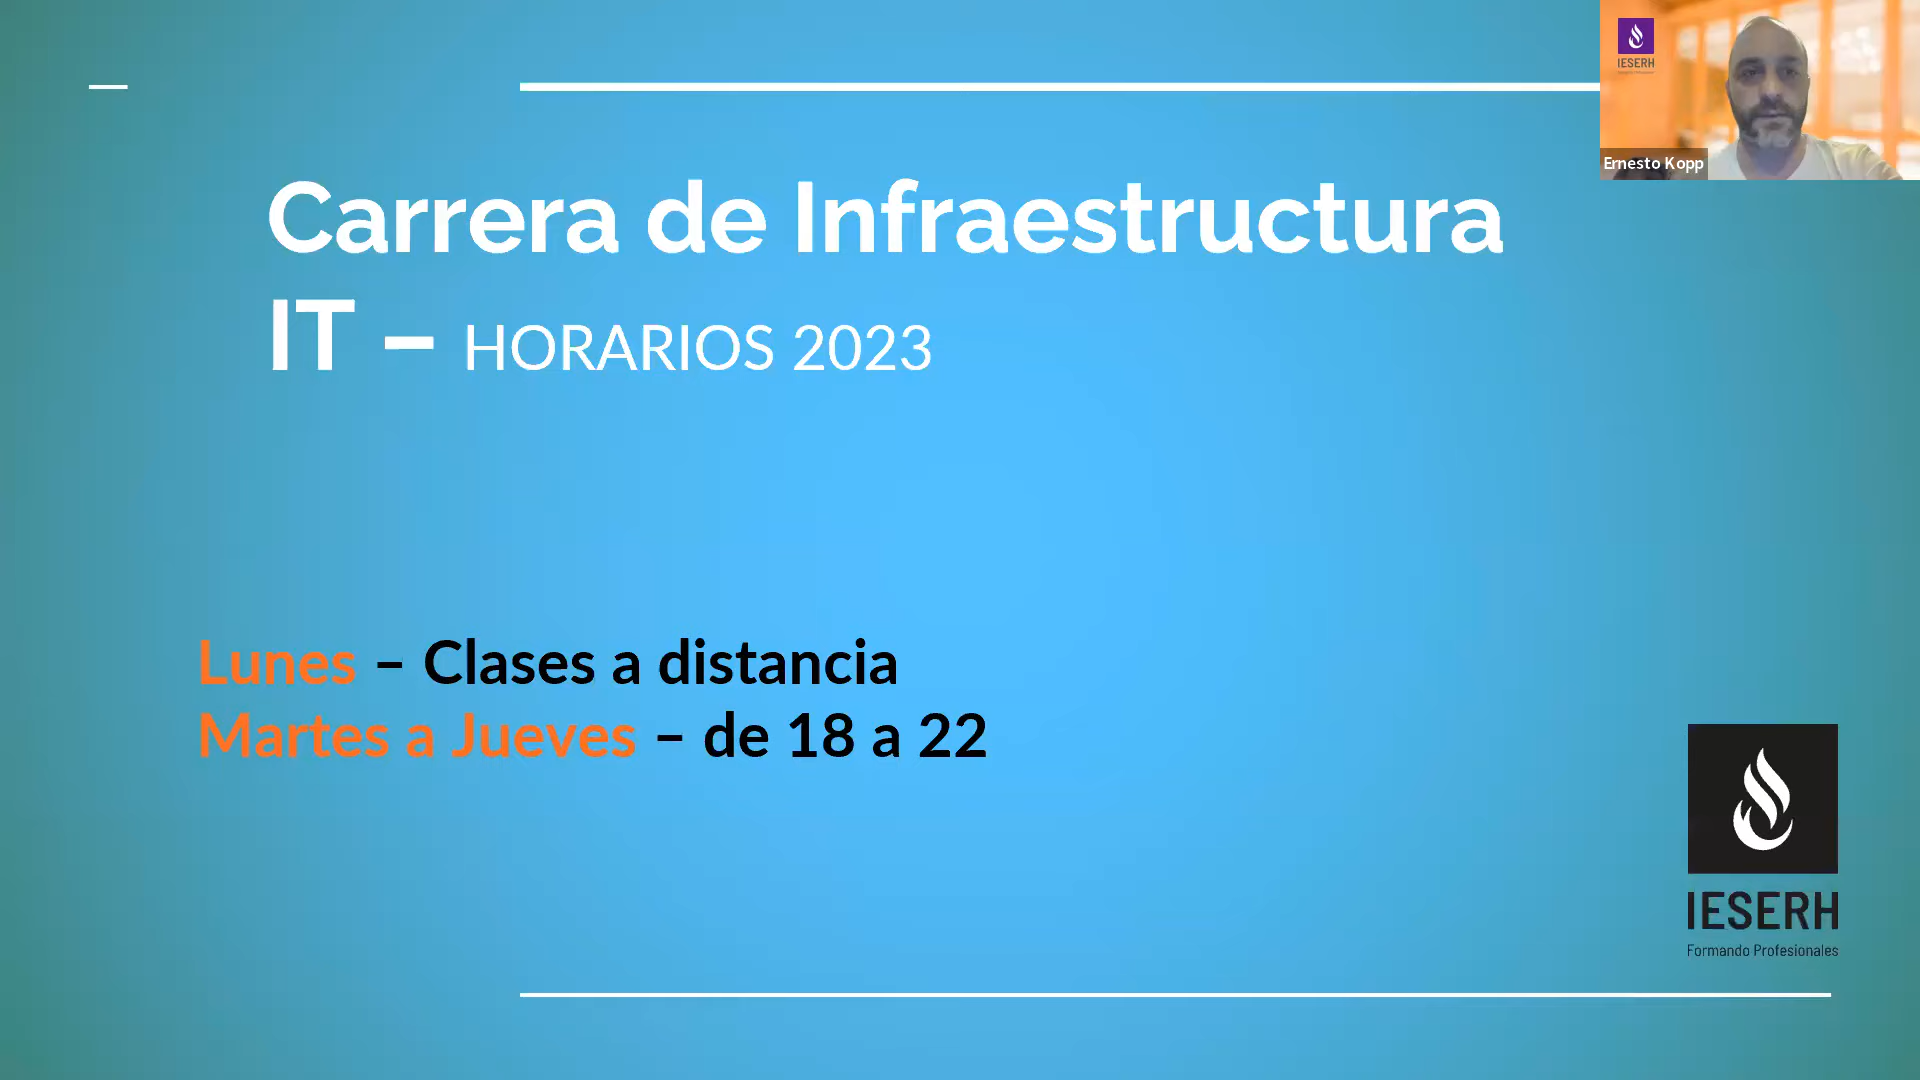 IESERH
Ernesto Kopp
Carrera de Infraestructura
IT – HORARIOS 2023
Lunes – Clases a distancia
Martes a Jueves – de 18 a 22
IESERH
Formando Profesionales